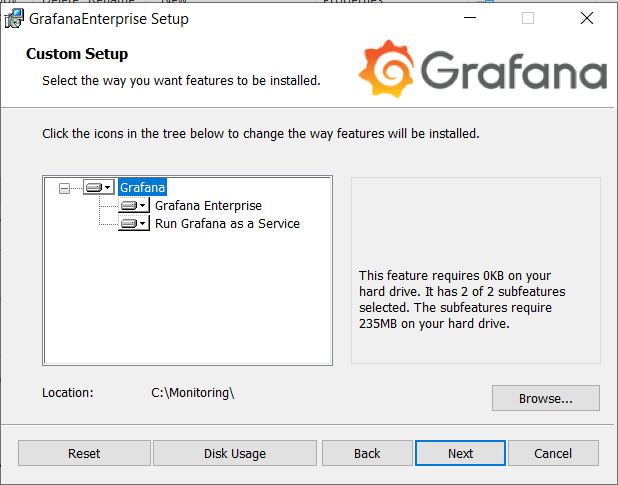 GrafanaEnterprise Setup
Custom Setup
Select the way you want features to be installed.
Grafana
Click the icons in the tree below to change the way features will be installed.
Grafana
Grafana Enterprise
Run Grafana as a Service
This feature requires 0KB on your
hard drive. It has 2 of 2 subfeatures
selected. The subfeatures require
235MB on your hard drive.
Location: C:\Monitoring\
Browse...
Reset Disk Usage Back Next Cancel